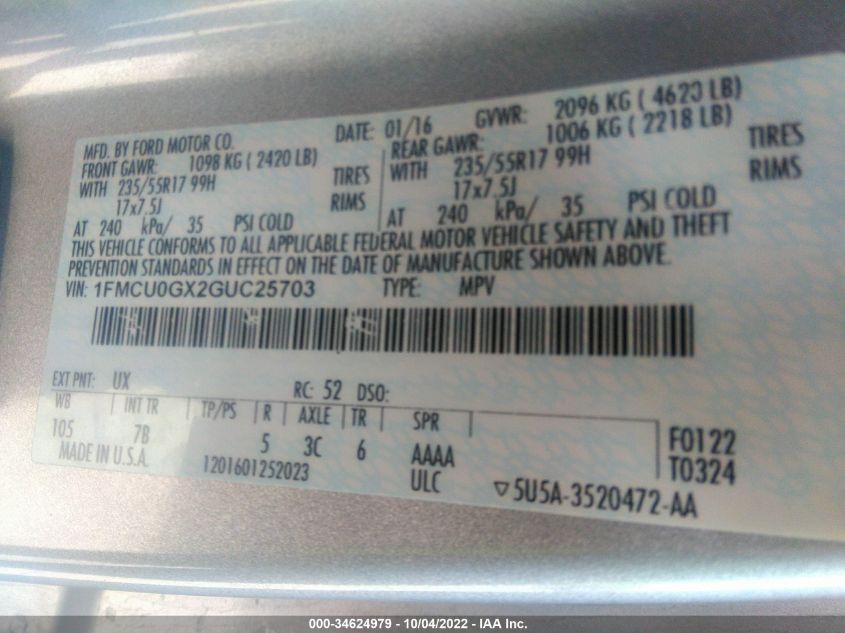 MFD. BY FORD MOTOR CO.
DATE: 01/16 GVWR: 2096 KG ( 4623 LB)
FRONT GAWR: 1098 KG ( 2420 LB)
REAR GAWR: 1006 KG ( 2218 LB)
WITH 235/55R17 99H TIRES
WITH 235/55R17 99H TIRES
17x7.5J RIMS
17x7.5J RIMS
AT 240 kPa/ 35 PSI COLD
AT 240 kPa/ 35 PSI COLD
THIS VEHICLE CONFORMS TO ALL APPLICABLE FEDERAL MOTOR VEHICLE SAFETY AND THEFT
PREVENTION STANDARDS IN EFFECT ON THE DATE OF MANUFACTURE SHOWN ABOVE.
VIN: 1FMCU0GX2GUC25703 TYPE: MPV
EXT PNT: UX RC: 52 DSO:
WB INT TR TP/PS R AXLE TR SPR
105 7B 5 3C 6 AAAA
F0122
MADE IN U.S.A. 1201601252023 ULC
T0324
5U5A-3520472-AA
000-34624979 - 10/04/2022 - IAA Inc.